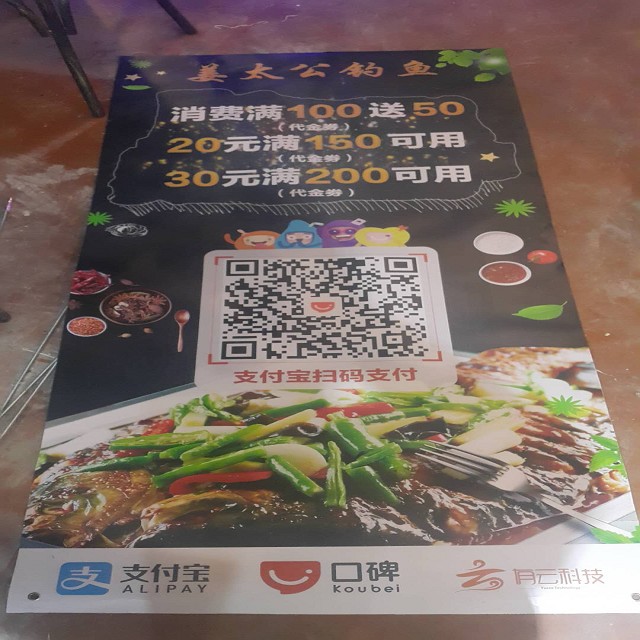 姜太公钓鱼
消费满100送50
(代金券)
20元满150可用
(代金券)
30元满200可用
(代金券)
支付宝扫码支付
支付宝
ALIPAY
口碑
Koubei
月云科技